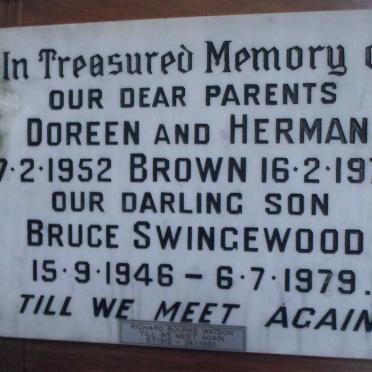 In Treasured Memory
OUR DEAR PARENTS
DOREEN AND HERMAN
7·2·1952 BROWN 16·2·197
OUR DARLING SON
BRUCE SWINGEWOOD
15·9·1946 – 6·7·1979.
TILL WE MEET AGAIN
RICHARD BOURKE WATSON
TILL WE MEET AGAIN